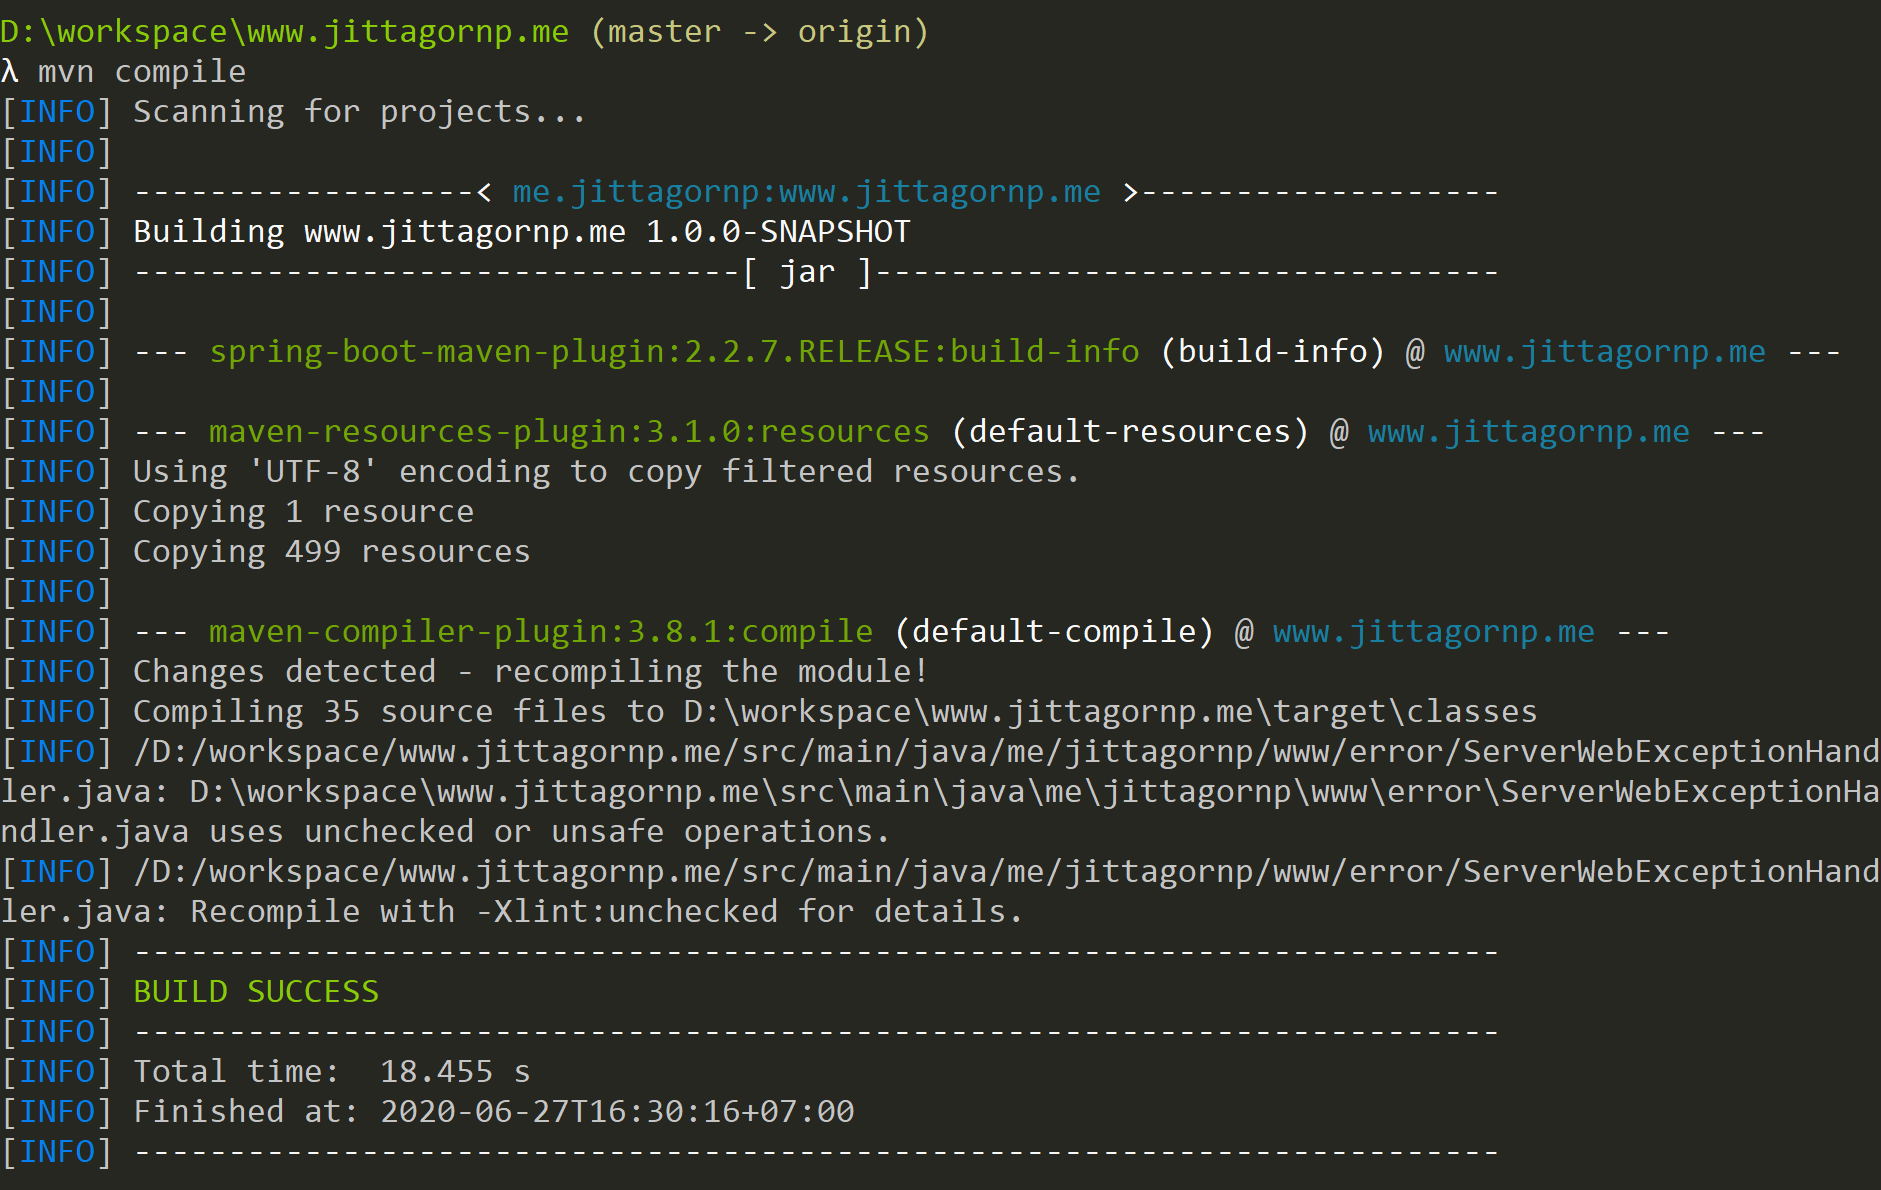 D:\workspace\www.jittagornp.me (master -> origin)
λ mvn compile
[INFO] Scanning for projects...
[INFO]
[INFO] ------------------< me.jittagornp:www.jittagornp.me >-------------------
[INFO] Building www.jittagornp.me 1.0.0-SNAPSHOT
[INFO] --------------------------------[ jar ]---------------------------------
[INFO]
[INFO] --- spring-boot-maven-plugin:2.2.7.RELEASE:build-info (build-info) @ www.jittagornp.me ---
[INFO]
[INFO] --- maven-resources-plugin:3.1.0:resources (default-resources) @ www.jittagornp.me ---
[INFO] Using 'UTF-8' encoding to copy filtered resources.
[INFO] Copying 1 resource
[INFO] Copying 499 resources
[INFO]
[INFO] --- maven-compiler-plugin:3.8.1:compile (default-compile) @ www.jittagornp.me ---
[INFO] Changes detected - recompiling the module!
[INFO] Compiling 35 source files to D:\workspace\www.jittagornp.me\target\classes
[INFO] /D:/workspace/www.jittagornp.me/src/main/java/me/jittagornp/www/error/ServerWebExceptionHand
ler.java: D:\workspace\www.jittagornp.me\src\main\java\me\jittagornp\www\error\ServerWebExceptionHa
ndler.java uses unchecked or unsafe operations.
[INFO] /D:/workspace/www.jittagornp.me/src/main/java/me/jittagornp/www/error/ServerWebExceptionHand
ler.java: Recompile with -Xlint:unchecked for details.
[INFO] ------------------------------------------------------------------------
[INFO] BUILD SUCCESS
[INFO] ------------------------------------------------------------------------
[INFO] Total time:  18.455 s
[INFO] Finished at: 2020-06-27T16:30:16+07:00
[INFO] ------------------------------------------------------------------------